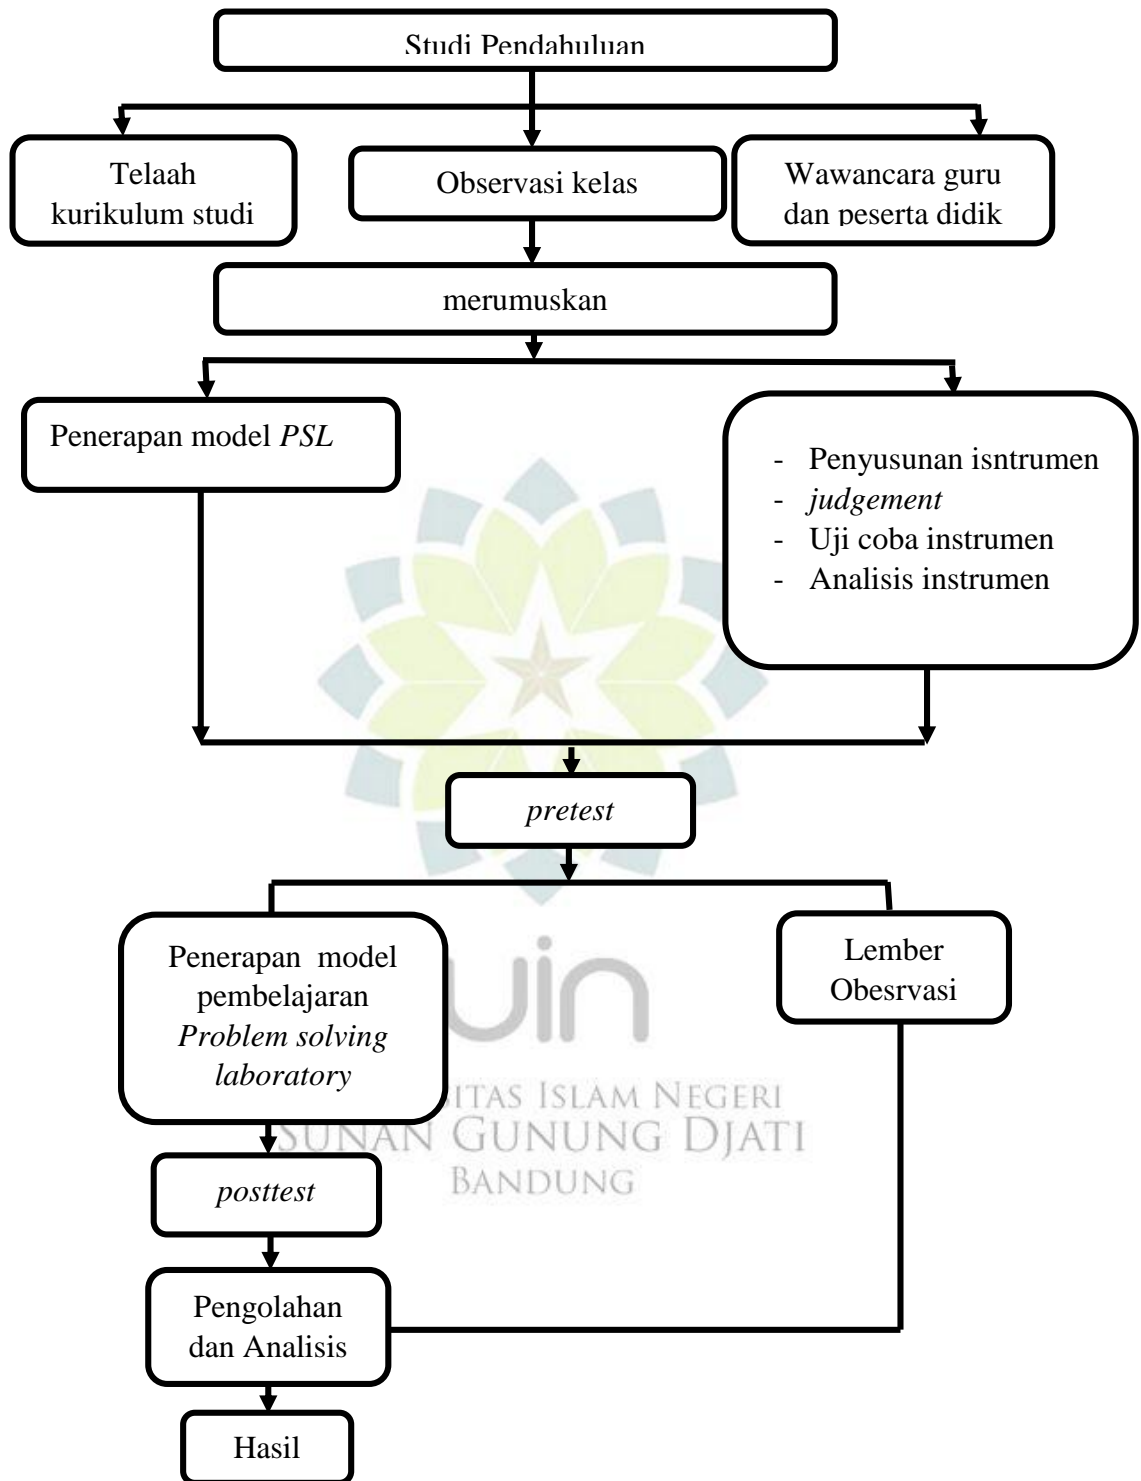 Studi Pendahuluan
Telaah
kurikulum studi
Observasi kelas
Wawancara guru
dan peserta didik
merumuskan
Penerapan model PSL
- Penyusunan isntrumen
- judgement
- Uji coba instrumen
- Analisis instrumen
pretest
Penerapan model
pembelajaran
Problem solving
laboratory
Lember
Obesrvasi
uin
SITAS ISLAM NEGERI
SUNAN GUNUNG DJATI
BANDUNG
posttest
Pengolahan
dan Analisis
Hasil